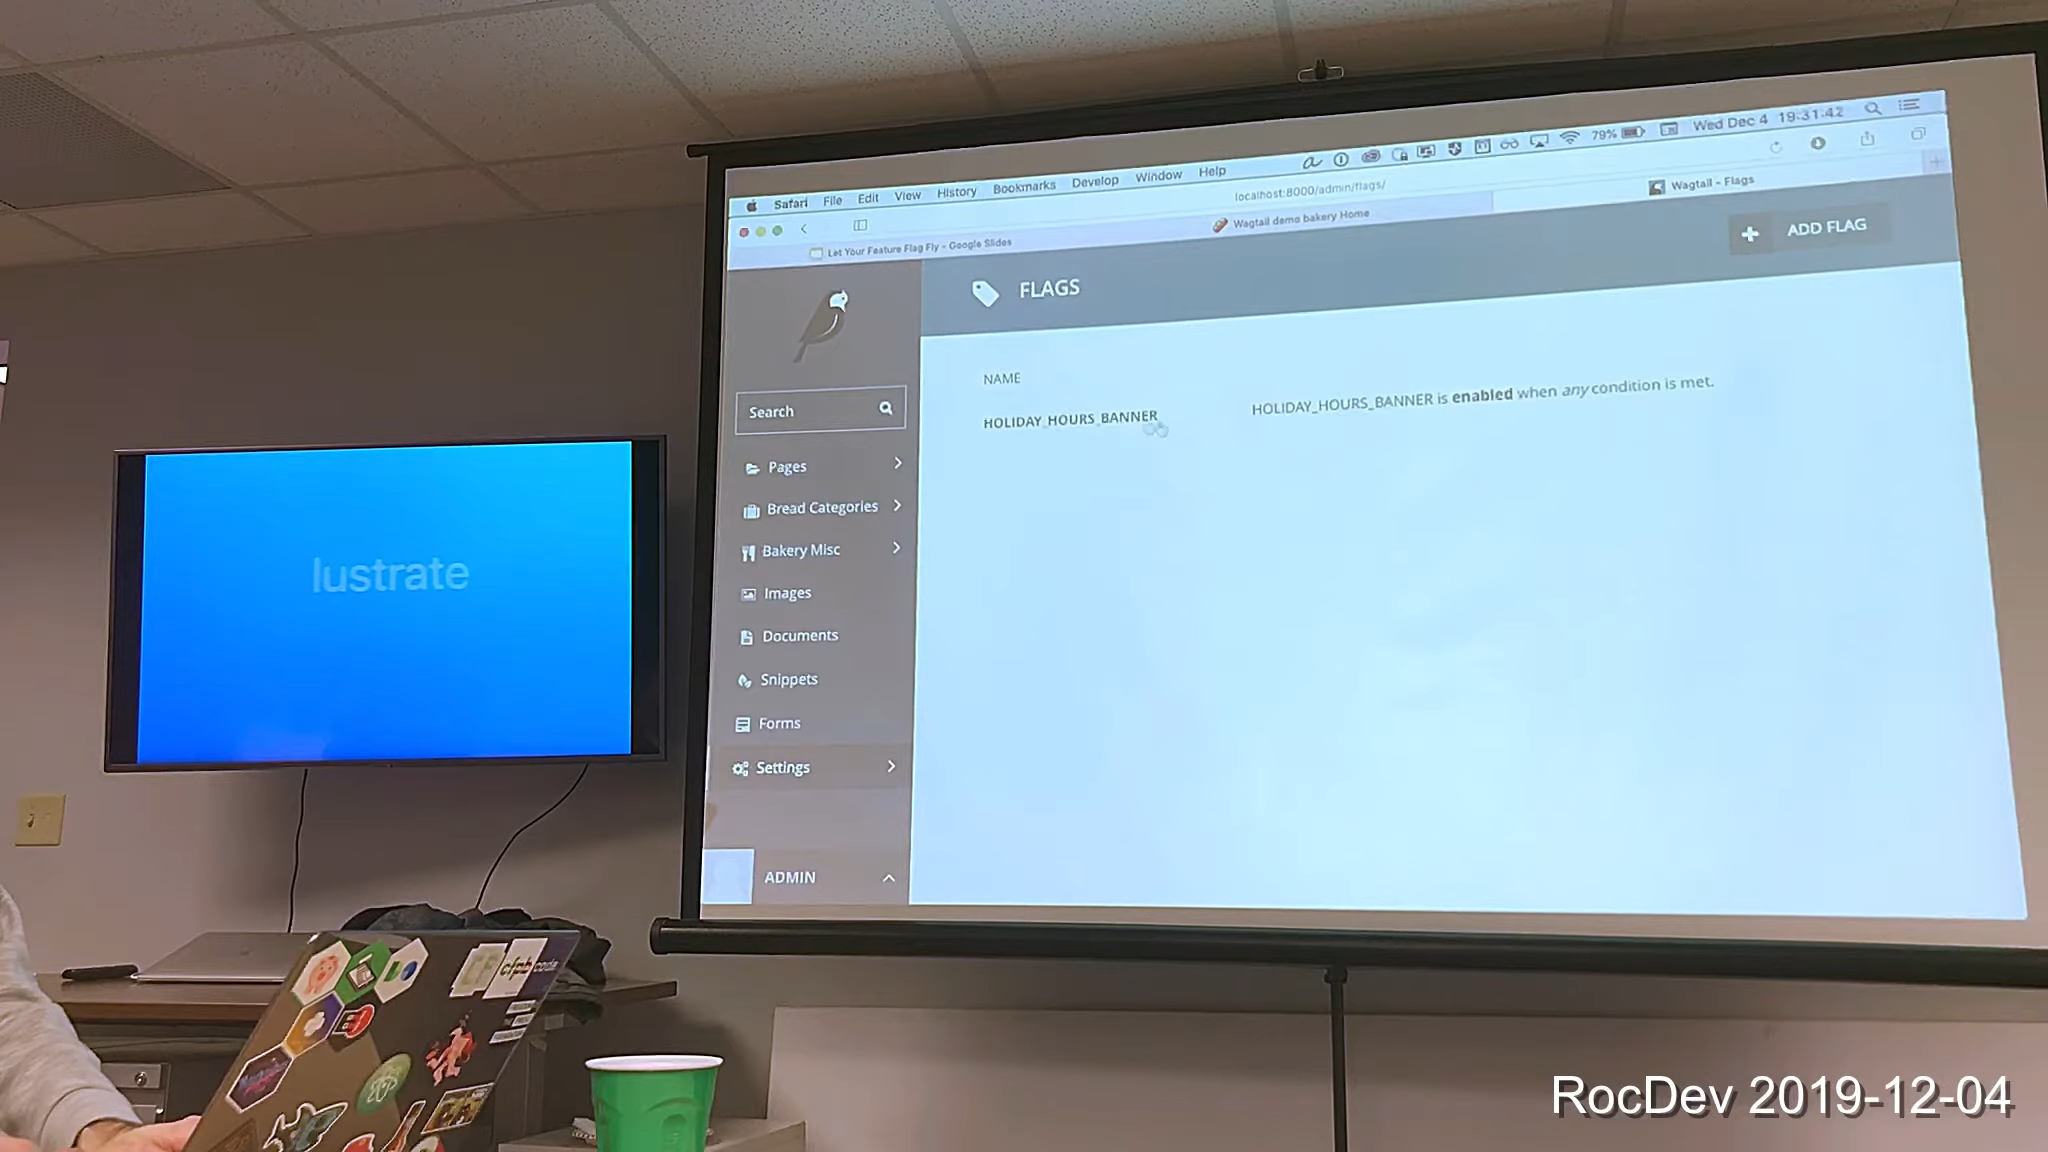 Safari File Edit View History Bookmarks Develop Window Help 79% Wed Dec 4 19:31:42
localhost:8000/admin/flags/
Let Your Feature Flag Fly - Google Slides
Wagtail demo bakery Home
Wagtail - Flags
FLAGS
ADD FLAG
Search
NAME
HOLIDAY_HOURS_BANNER
HOLIDAY_HOURS_BANNER is enabled when any condition is met.
Pages
Bread Categories
Bakery Misc
Images
Documents
Snippets
Forms
Settings
ADMIN
lustrate
cfpb code
RocDev 2019-12-04